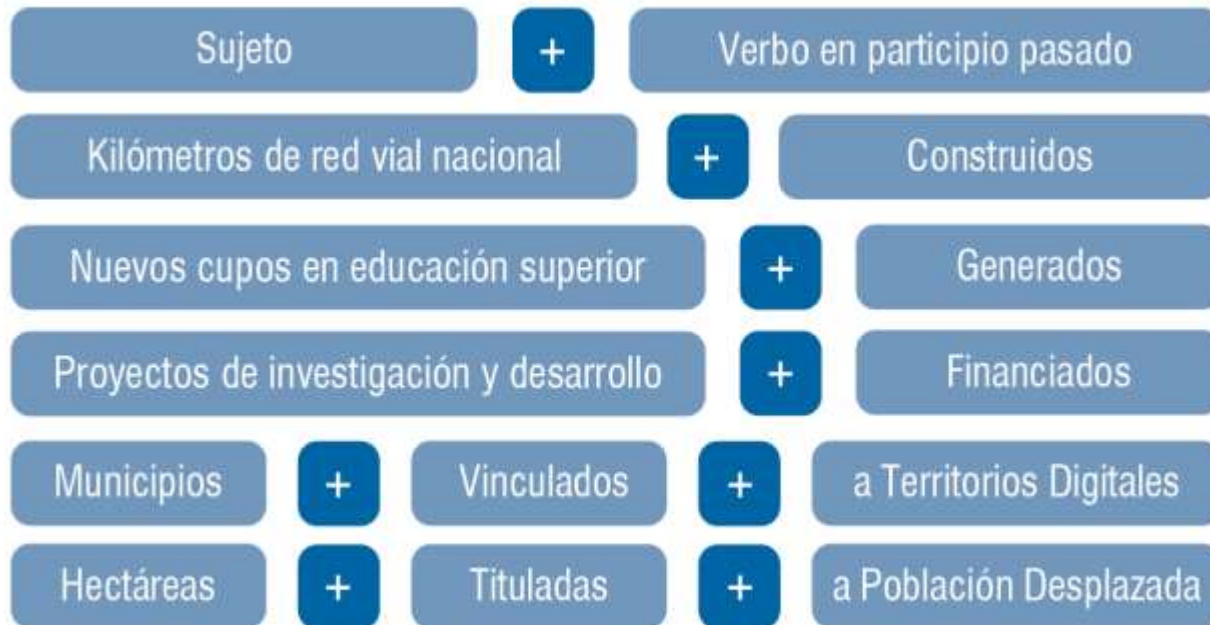 Sujeto + Verbo en participio pasado
Kilómetros de red vial nacional + Construidos
Nuevos cupos en educación superior + Generados
Proyectos de investigación y desarrollo + Financiados
Municipios + Vinculados + a Territorios Digitales
Hectáreas + Tituladas + a Población Desplazada